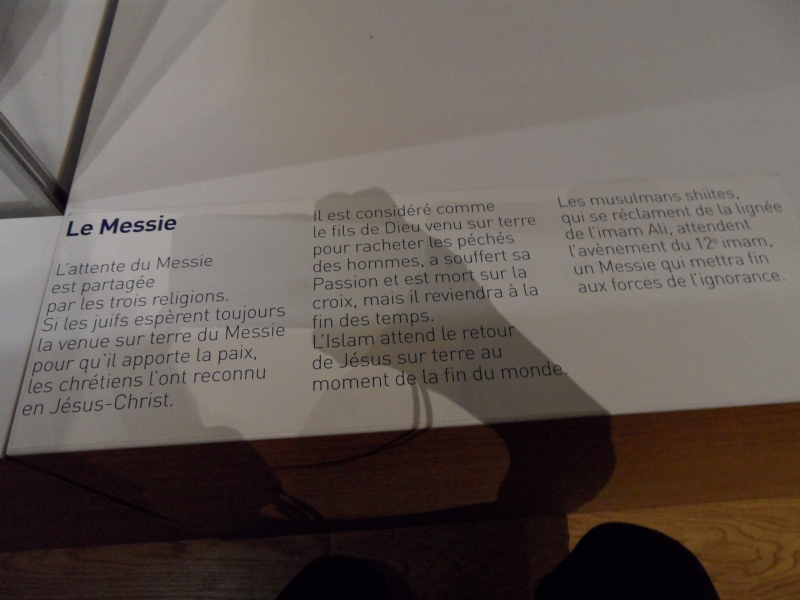 Le Messie
L'attente du Messie
est partagée
par les trois religions.
Si les juifs espèrent toujours
la venue sur terre du Messie
pour qu'il apporte la paix,
les chrétiens l'ont reconnu
en Jésus-Christ.
Il est considéré comme
le fils de Dieu venu sur terre
pour racheter les péchés
des hommes, a souffert sa
Passion et est mort sur la
croix, mais il reviendra à la
fin des temps.
L'Islam attend le retour
de Jésus sur terre au
moment de la fin du monde.
Les musulmans shiites,
qui se réclament de la lignée
de l'imam Ali, attendent
l'avènement du 12e imam,
un Messie qui mettra fin
aux forces de l'ignorance.